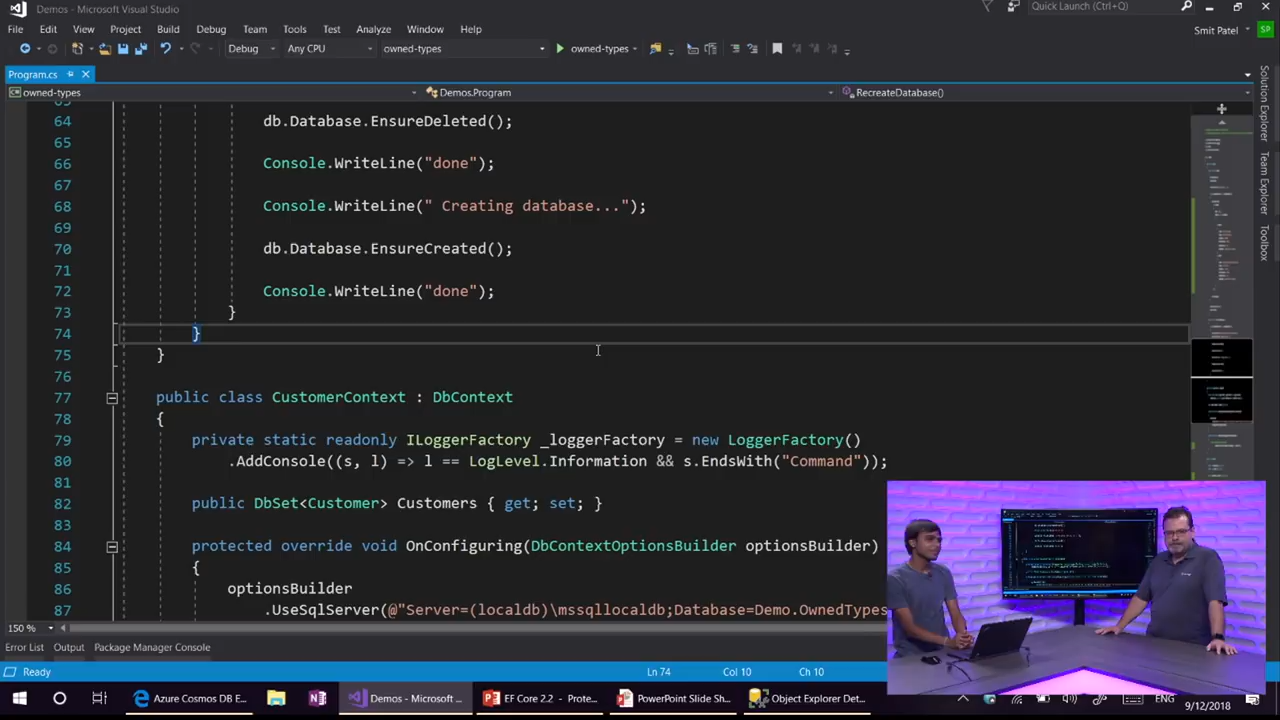 Demos - Microsoft Visual Studio
Quick Launch (Ctrl+Q)
File Edit View Project Build Debug Team Tools Test Analyze Window Help
Smit Patel SP
Debug Any CPU owned-types owned-types
Program.cs
owned-types Demos.Program RecreateDatabase()
64 db.Database.EnsureDeleted();
65
66 Console.WriteLine("done");
67
68 Console.WriteLine(" Creating database...");
69
70 db.Database.EnsureCreated();
71
72 Console.WriteLine("done");
73 }
74 }
75 }
76
77 public class CustomerContext : DbContext
78 {
79 private static readonly ILoggerFactory _loggerFactory = new LoggerFactory()
80 .AddConsole((s, l) => l == LogLevel.Information && s.EndsWith("Command"));
81
82 public DbSet<Customer> Customers { get; set; }
83
84 protected override void OnConfiguring(DbContextOptionsBuilder optionsBuilder)
85 {
86 optionsBuil
87 .UseSqlServer(@"Server=(localdb)\mssqllocaldb;Database=Demo.OwnedTypes
Solution Explorer
Team Explorer
Toolbox
150 %
Error List Output Package Manager Console
Ready Ln 74 Col 10 Ch 10
Azure Cosmos DB E... Demos - Microsoft ... EF Core 2.2 - Prote... PowerPoint Slide Sh... Object Explorer Det... ENG
9/12/2018